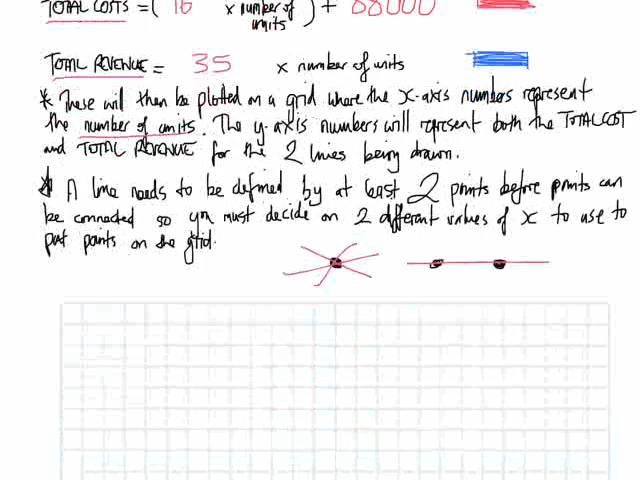 TOTAL COSTS = ( 16 × number of units ) + 88000
TOTAL REVENUE = 35 × number of units
* These will then be plotted on a grid where the x-axis numbers represent
the number of units. The y-axis numbers will represent both the TOTAL COST
and TOTAL REVENUE for the 2 lines being drawn.
* A line needs to be defined by at least 2 points before points can
be connected so you must decide on 2 different values of x to use to
put points on the grid.